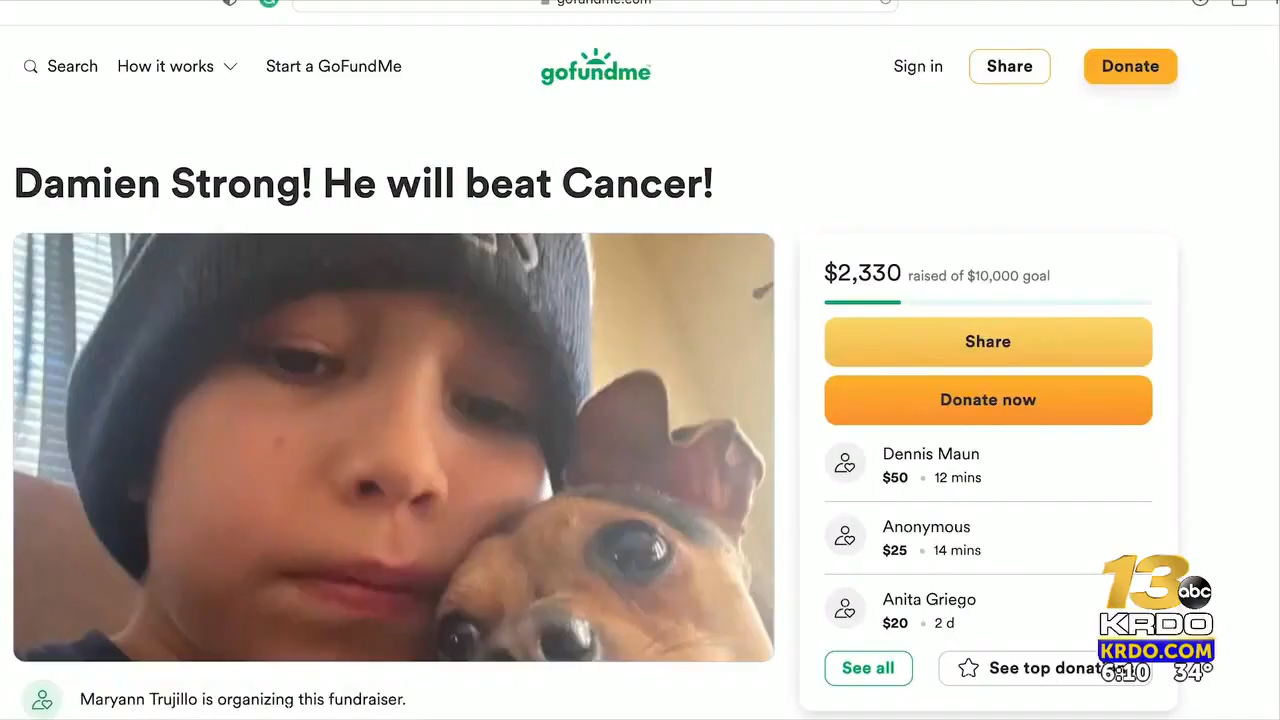 gofundme.com
Search
How it works
Start a GoFundMe
gofundme
Sign in
Share
Donate
Damien Strong! He will beat Cancer!
$2,330 raised of $10,000 goal
Share
Donate now
Dennis Maun
$50 • 12 mins
Anonymous
$25 • 14 mins
Anita Griego
$20 • 2 d
See all
See top donat
Maryann Trujillo is organizing this fundraiser.
13
abc
KRDO
KRDO.COM
6:10 34°